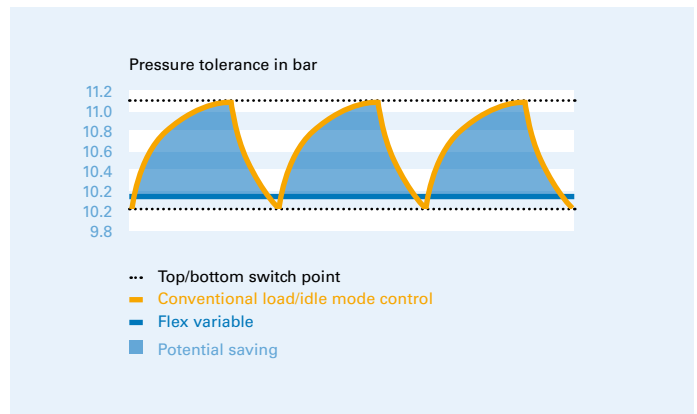 Pressure tolerance in bar
11.2
11.0
10.8
10.6
10.4
10.2
10.2
9.8
Top/bottom switch point
Conventional load/idle mode control
Flex variable
Potential saving